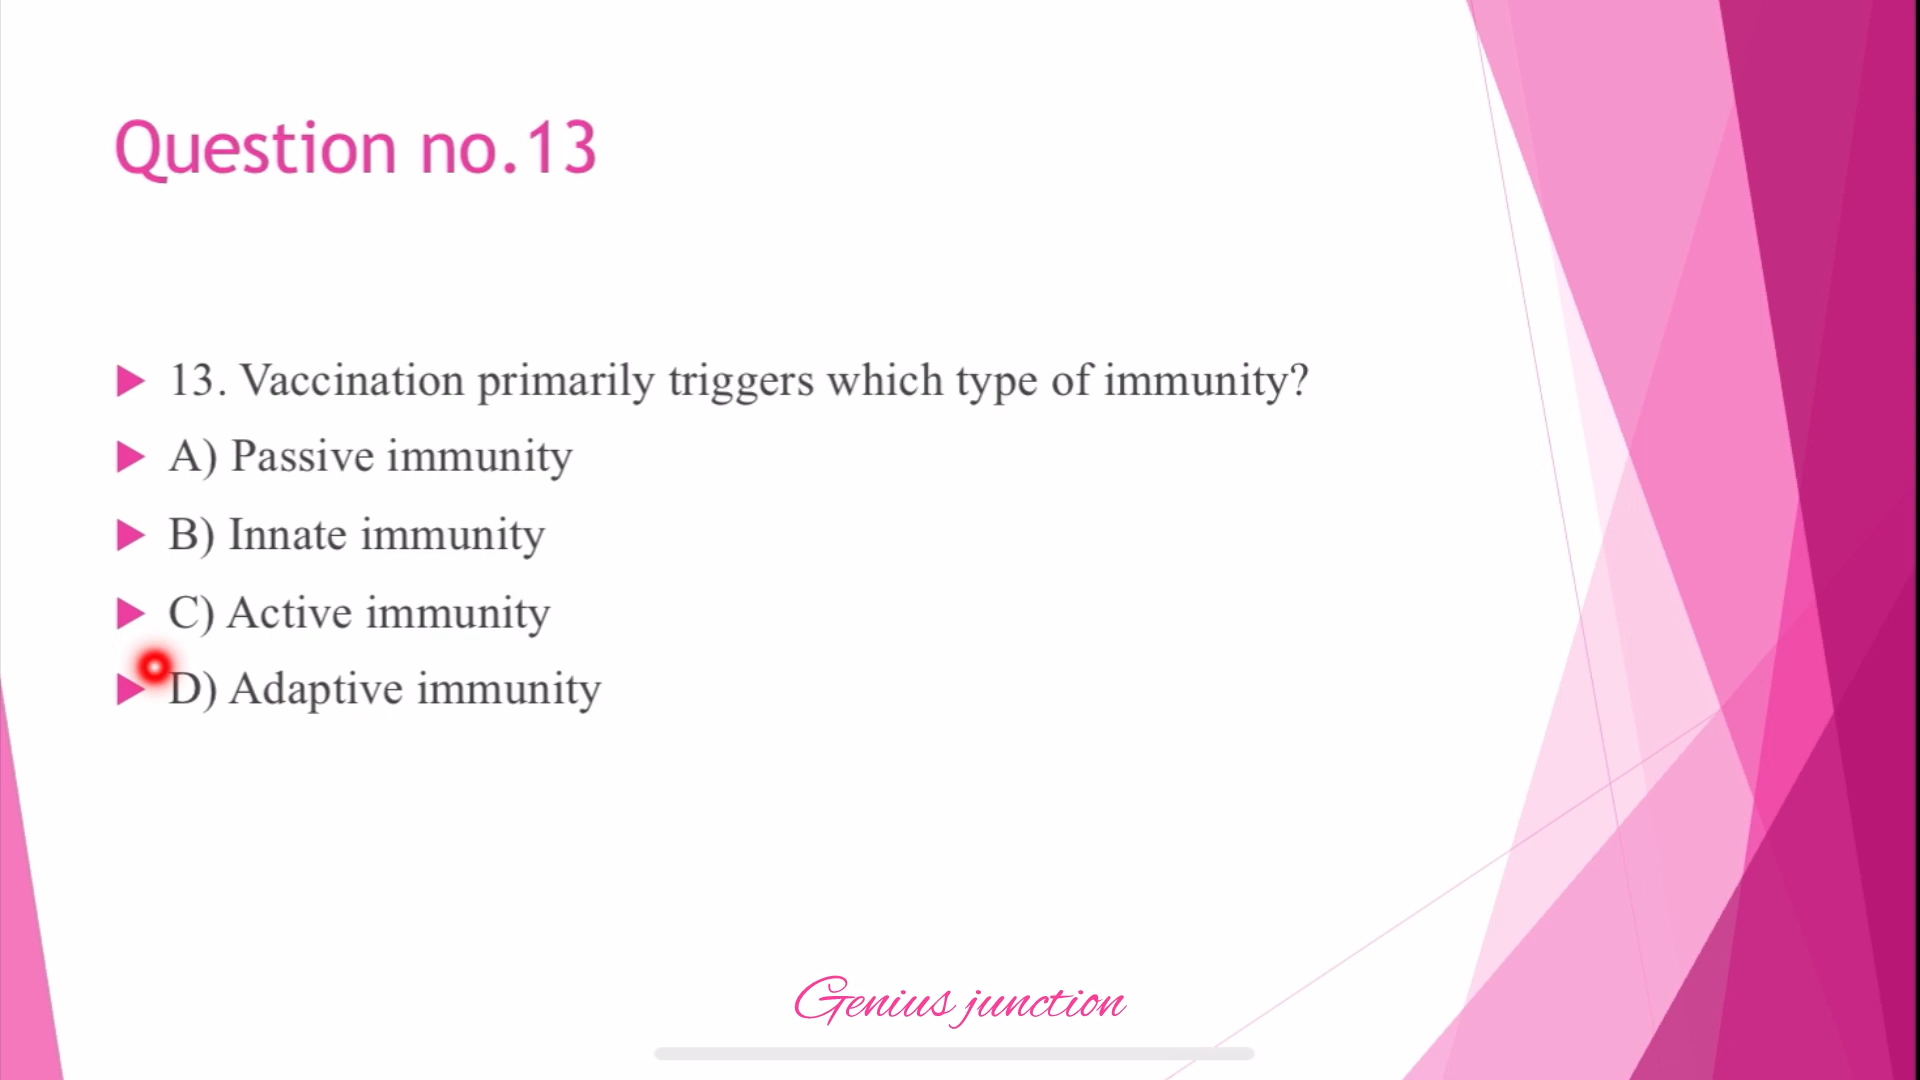 Question no.13
13. Vaccination primarily triggers which type of immunity?
A) Passive immunity
B) Innate immunity
C) Active immunity
D) Adaptive immunity
Genius junction